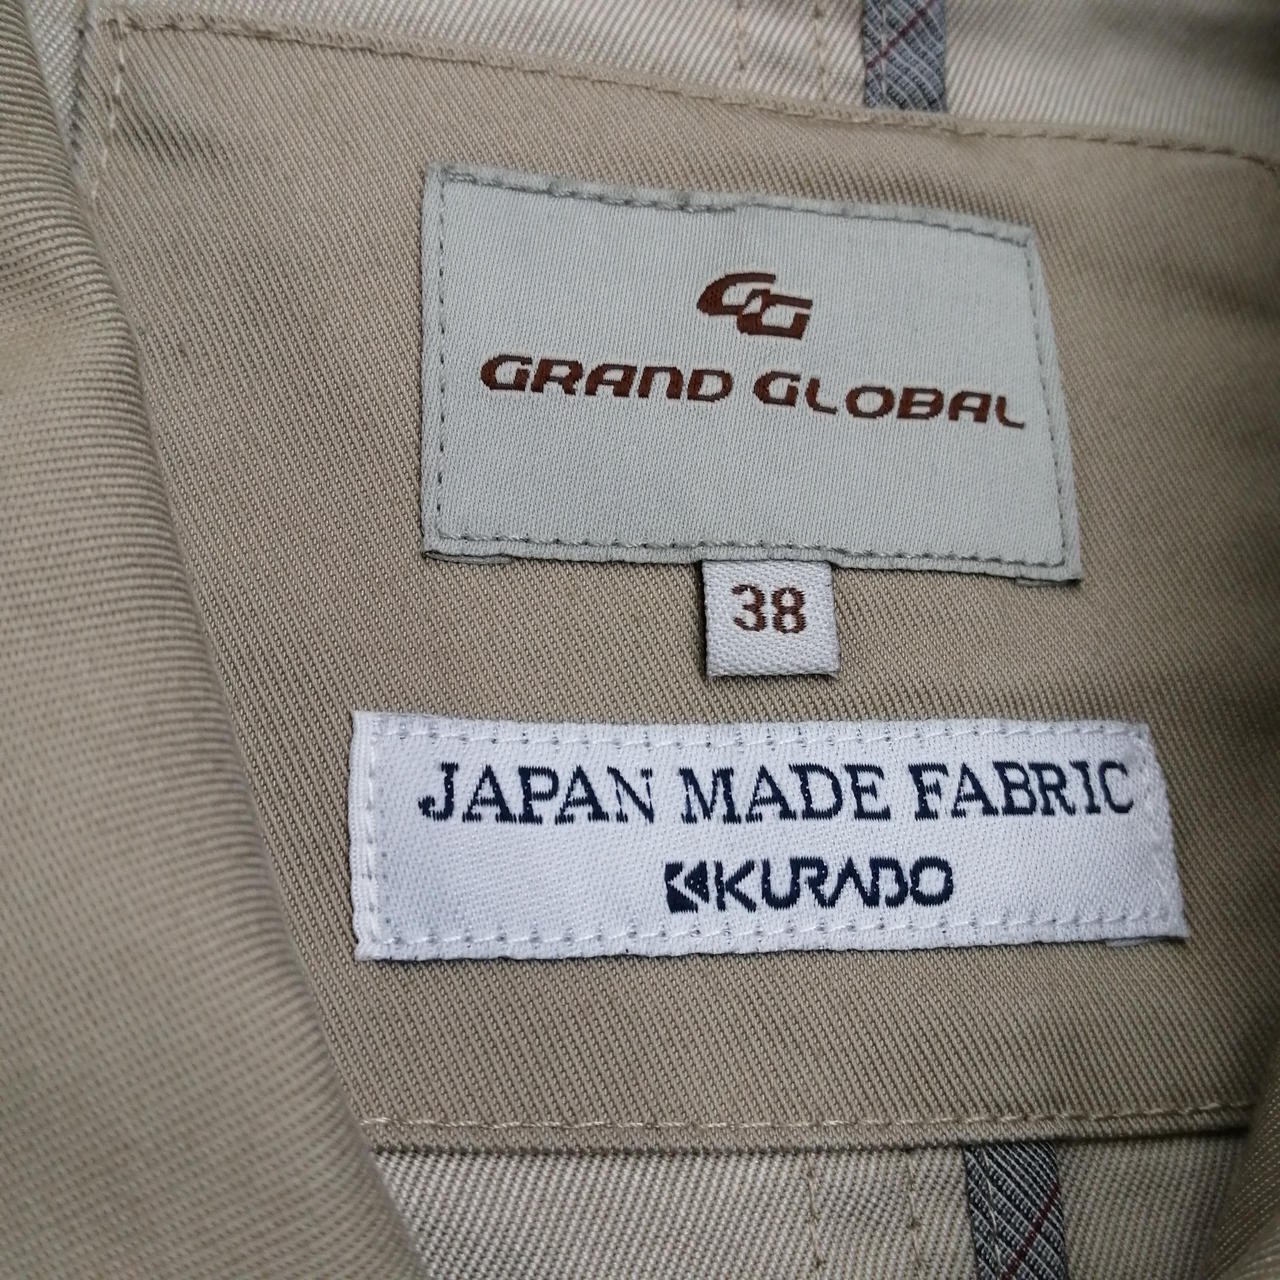 GG
GRAND GLOBAL
38
JAPAN MADE FABRIC
KURABO